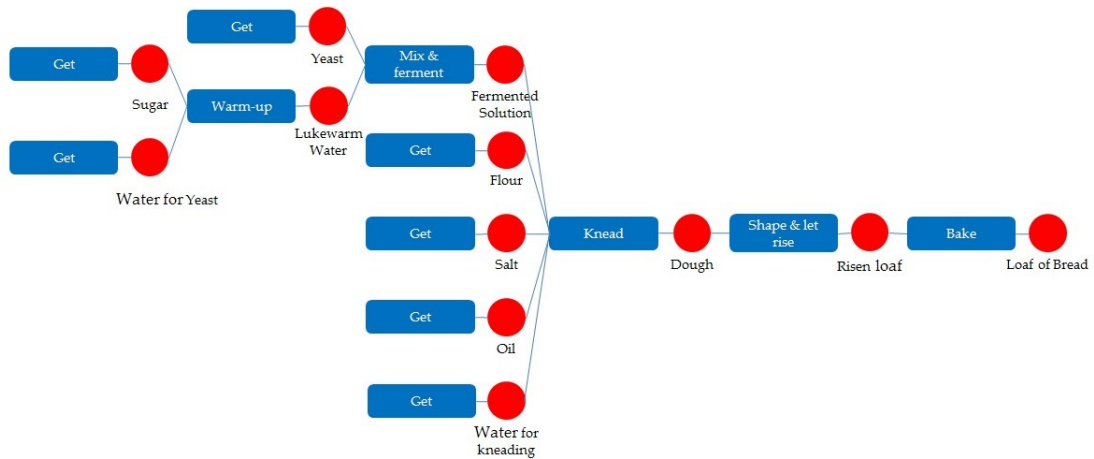 Get
Yeast
Get
Sugar
Mix &
ferment
Fermented
Solution
Warm-up
Lukewarm
Water
Get
Water for Yeast
Get
Flour
Get
Salt
Knead
Dough
Shape & let
rise
Risen loaf
Bake
Loaf of Bread
Get
Oil
Get
Water for
kneading